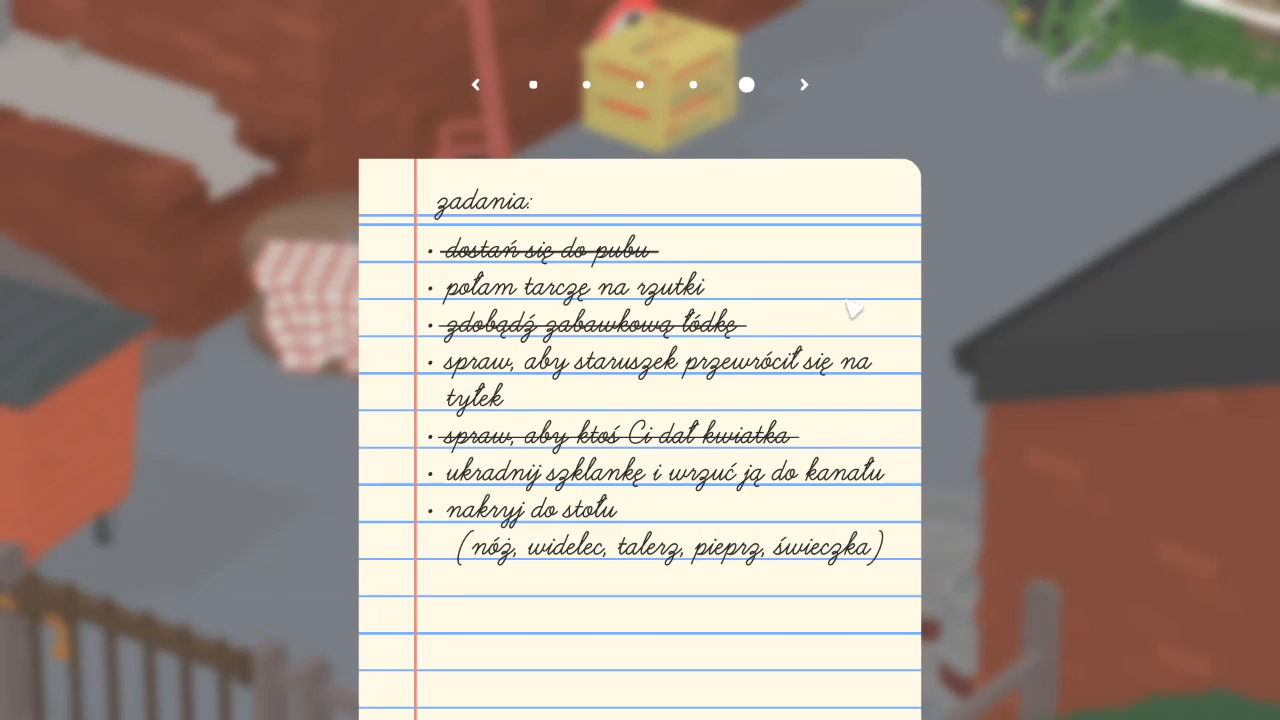 zadania:
• dostań się do pubu
• połam tarczę na rzutki
• zdobądź zabawkową łódkę
• spraw, aby staruszek przewrócił się na
tyłek
• spraw, aby ktoś Ci dał kwiatka
• ukradnij szklankę i wrzuć ją do kanału
• nakryj do stołu
(nóż, widelec, talerz, pieprz, świeczka)